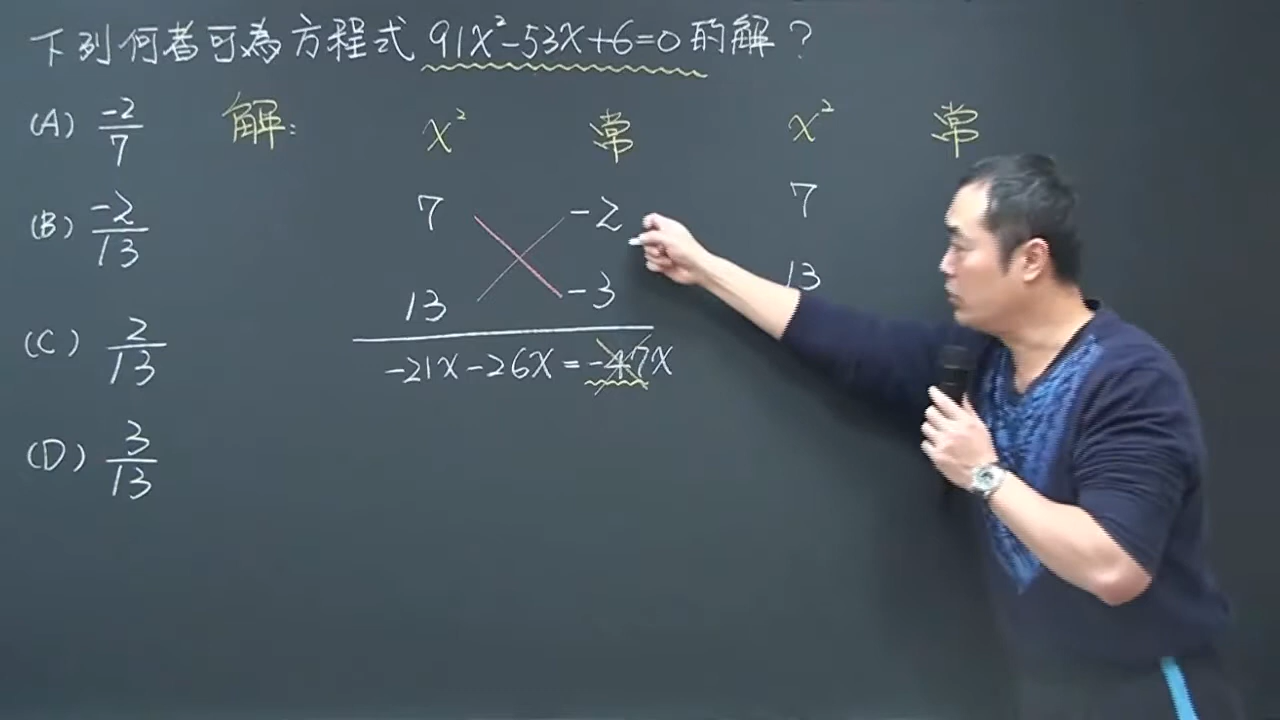 下列何者可為方程式 91x²-53x+6=0 的解？
(A) -2/7
(B) -2/13
(C) 2/13
(D) 3/13
解：
x² 常
7 -2
13 -3
-21x-26x=-47x
x² 常
7
13